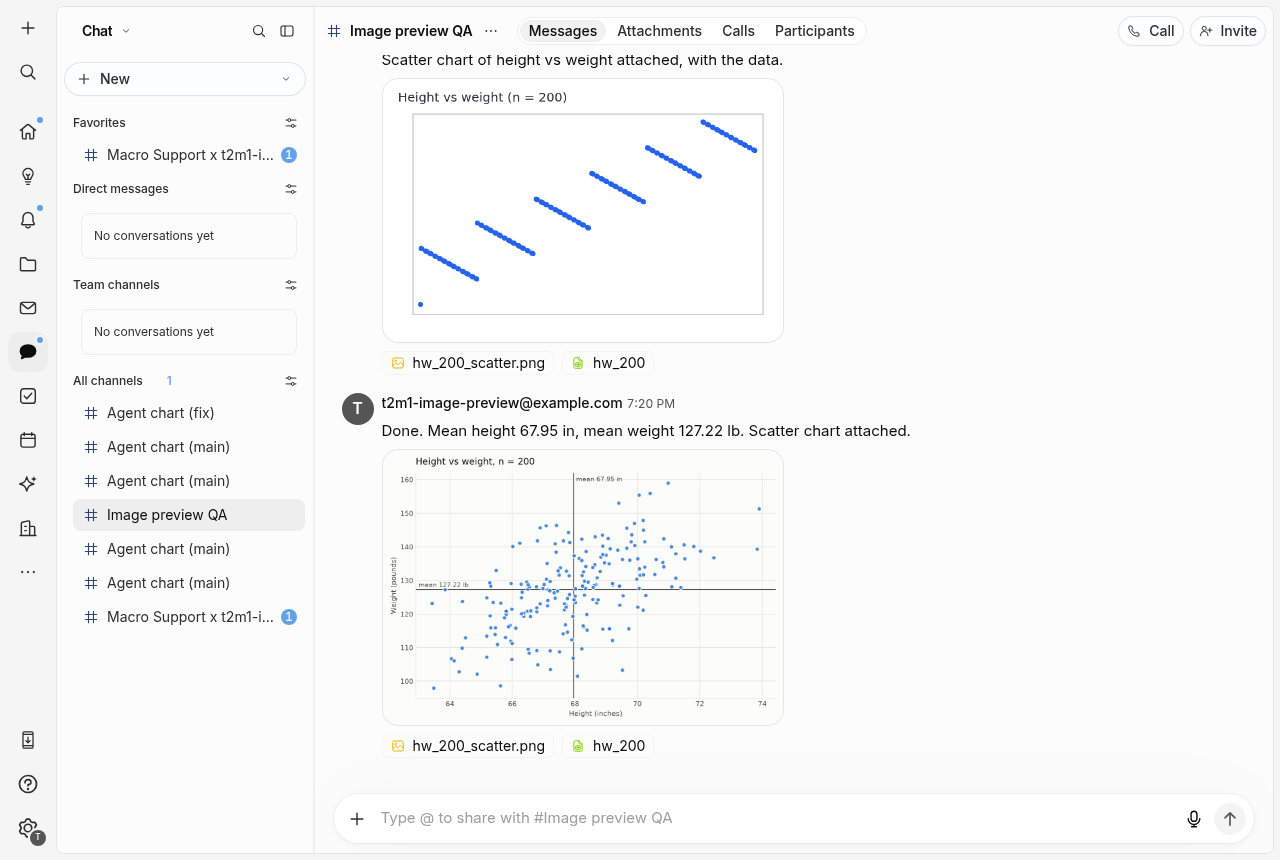 Chat
New
Favorites
Macro Support x t2m1-i...
1
Direct messages
No conversations yet
Team channels
No conversations yet
All channels
1
Agent chart (fix)
Agent chart (main)
Agent chart (main)
Image preview QA
Agent chart (main)
Agent chart (main)
Macro Support x t2m1-i...
1
T
Image preview QA
Messages
Attachments
Calls
Participants
Call
Invite
Scatter chart of height vs weight attached, with the data.
Height vs weight (n = 200)
hw_200_scatter.png
hw_200
T
t2m1-image-preview@example.com 7:20 PM
Done. Mean height 67.95 in, mean weight 127.22 lb. Scatter chart attached.
Height vs weight, n = 200
mean 67.95 in
mean 127.22 lb
Weight (pounds)
160
150
140
130
120
110
100
64 66 68 70 72 74
Height (inches)
hw_200_scatter.png
hw_200
Type @ to share with #Image preview QA